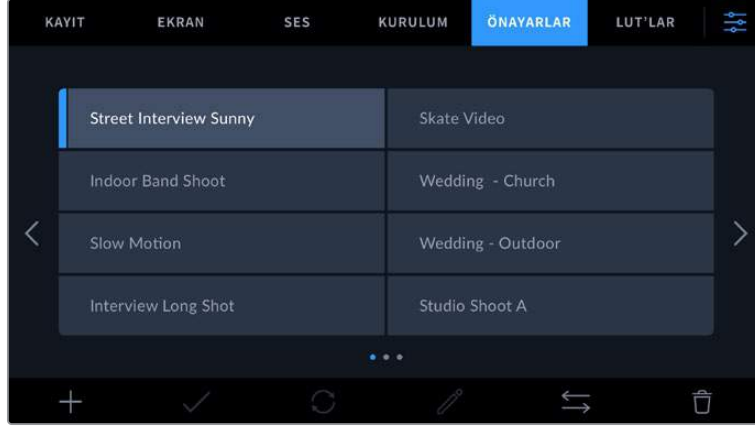 KAYIT EKRAN SES KURULUM ÖNAYARLAR LUT'LAR
Street Interview Sunny Skate Video
Indoor Band Shoot Wedding - Church
Slow Motion Wedding - Outdoor
Interview Long Shot Studio Shoot A